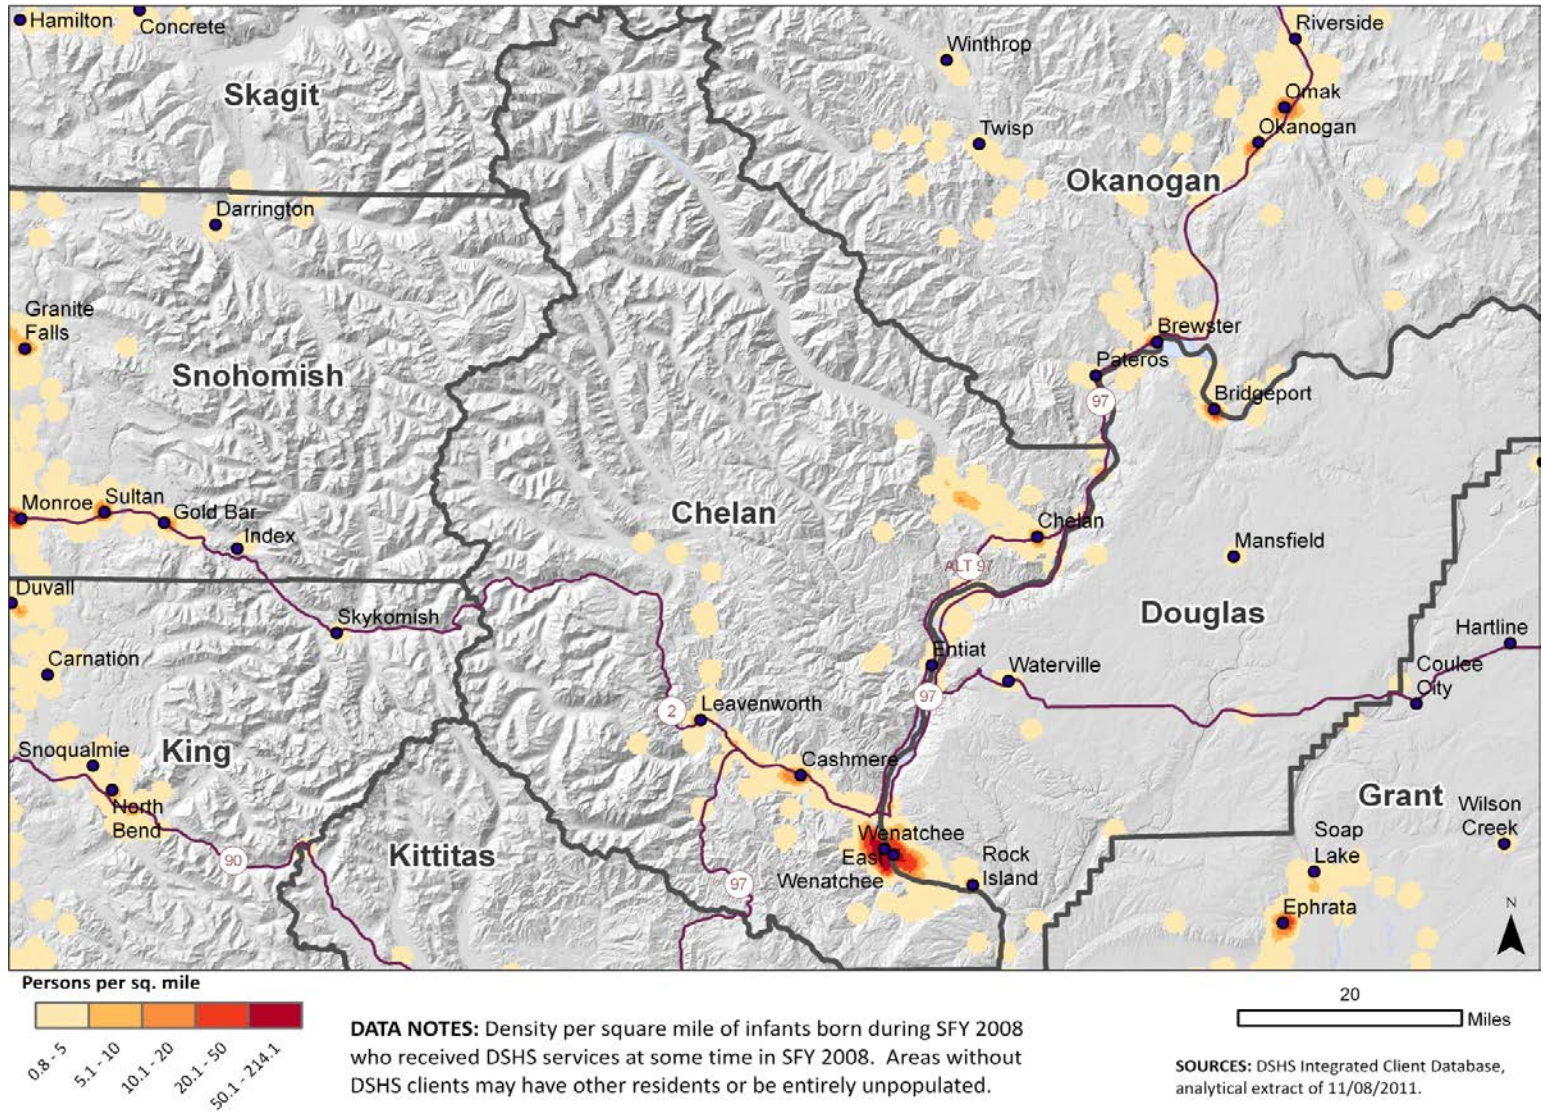 Hamilton
Concrete
Skagit
Winthrop
Riverside
Omak
Okanogan
Twisp
Okanogan
Darrington
Granite
Falls
Snohomish
Brewster
Pateros
97
Bridgeport
Monroe
Sultan
Gold Bar
Index
Chelan
Chelan
Mansfield
ALT 97
Duvall
Skykomish
Douglas
Hartline
Carnation
Entiat
Waterville
Coulee
City
97
2
Leavenworth
Snoqualmie
King
Cashmere
North
Bend
Grant
Wilson
Creek
Soap
Lake
90
Kittitas
Wenatchee
East
Wenatchee
Rock
Island
97
Ephrata
N
Persons per sq. mile
0.8 - 5
5.1 - 10
10.1 - 20
20.1 - 50
50.1 - 214.1
DATA NOTES: Density per square mile of infants born during SFY 2008
who received DSHS services at some time in SFY 2008. Areas without
DSHS clients may have other residents or be entirely unpopulated.
20
Miles
SOURCES: DSHS Integrated Client Database,
analytical extract of 11/08/2011.